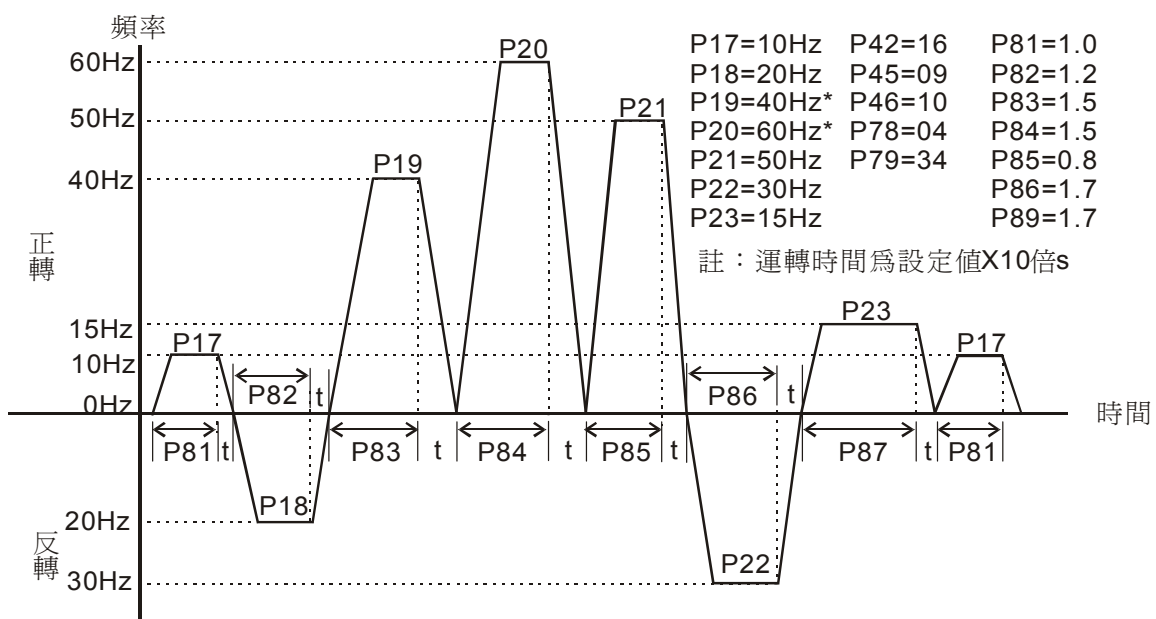 頻率
60Hz
50Hz
40Hz
正轉
15Hz
10Hz
0Hz
20Hz
反轉
30Hz
P17
P18
P19
P20
P21
P22
P23
P17
P17=10Hz P42=16 P81=1.0
P18=20Hz P45=09 P82=1.2
P19=40Hz* P46=10 P83=1.5
P20=60Hz* P78=04 P84=1.5
P21=50Hz P79=34 P85=0.8
P22=30Hz P86=1.7
P23=15Hz P89=1.7
註：運轉時間爲設定値X10倍s
P82 t
P86 t
時間
P81 t P83 t P84 t P85 t P87 t P81